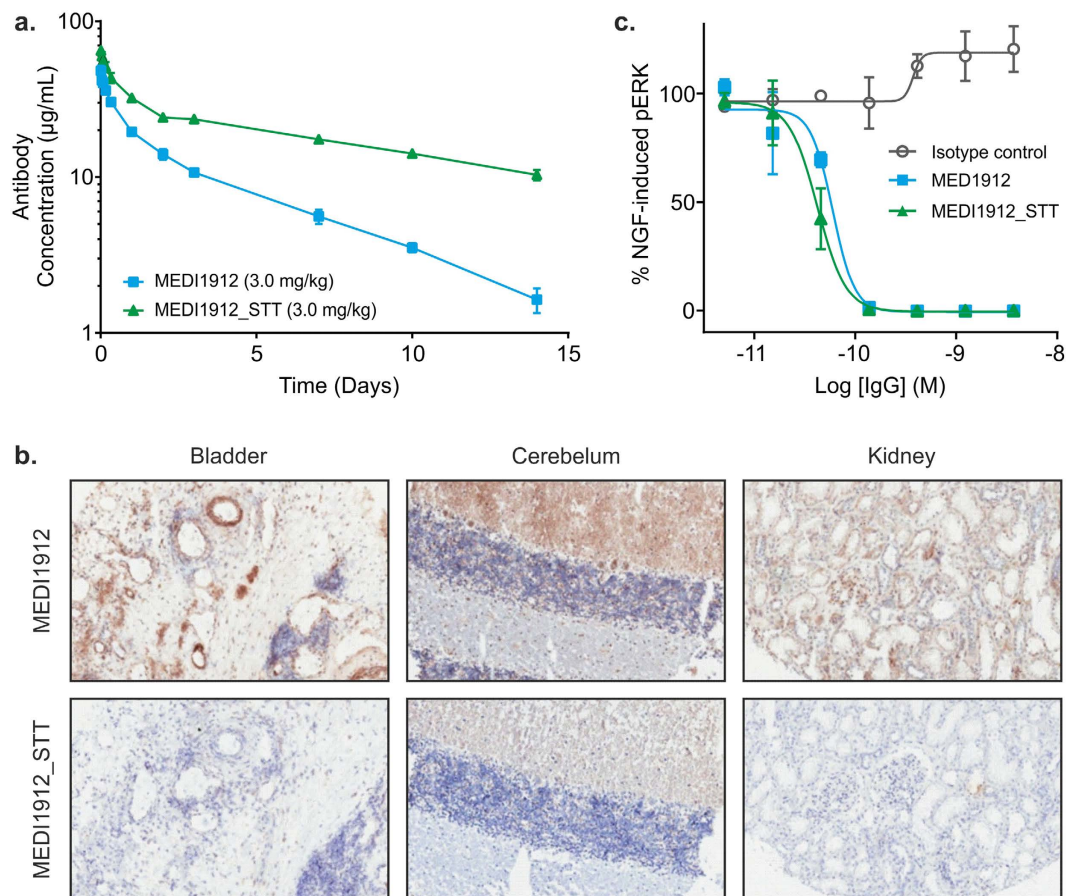 a.
100
10
1
Antibody
Concentration (µg/mL)
MEDI1912 (3.0 mg/kg)
MEDI1912_STT (3.0 mg/kg)
0
5
10
15
Time (Days)
c.
% NGF-induced pERK
100
50
0
Isotype control
MED1912
MEDI1912_STT
-11
-10
-9
-8
Log [IgG] (M)
b.
Bladder
Cerebelum
Kidney
MEDI1912
MEDI1912_STT